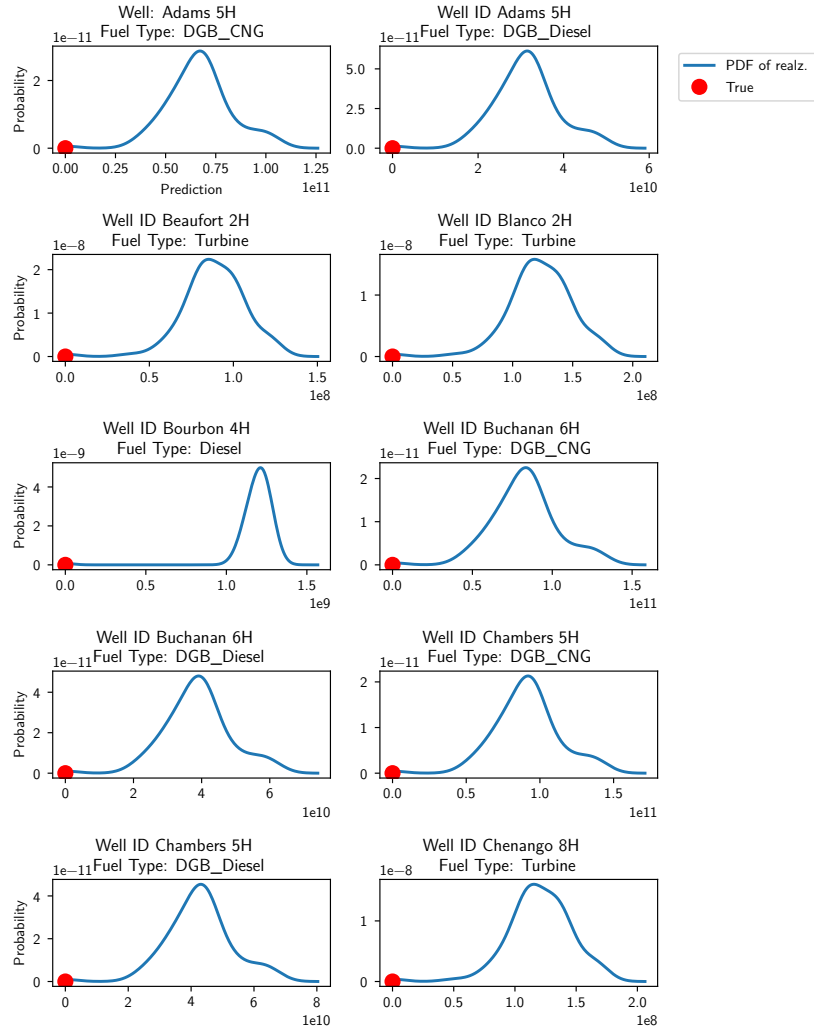 Well: Adams 5H
Fuel Type: DGB_CNG
1e−11
Probability
2
0
0.00 0.25 0.50 0.75 1.00 1.25
Prediction
1e11
Well ID Adams 5H
Fuel Type: DGB_Diesel
1e−11
5.0
2.5
0.0
0 2 4 6
1e10
PDF of realz.
True
Well ID Beaufort 2H
Fuel Type: Turbine
1e−8
Probability
2
1
0
0.0 0.5 1.0 1.5
1e8
Well ID Blanco 2H
Fuel Type: Turbine
1e−8
1
0
0.0 0.5 1.0 1.5 2.0
1e8
Well ID Bourbon 4H
Fuel Type: Diesel
1e−9
Probability
4
2
0
0.0 0.5 1.0 1.5
1e9
Well ID Buchanan 6H
Fuel Type: DGB_CNG
1e−11
2
1
0
0.0 0.5 1.0 1.5
1e11
Well ID Buchanan 6H
Fuel Type: DGB_Diesel
1e−11
Probability
4
2
0
0 2 4 6
1e10
Well ID Chambers 5H
Fuel Type: DGB_CNG
1e−11
2
1
0
0.0 0.5 1.0 1.5
1e11
Well ID Chambers 5H
Fuel Type: DGB_Diesel
1e−11
Probability
4
2
0
0 2 4 6 8
1e10
Well ID Chenango 8H
Fuel Type: Turbine
1e−8
1
0
0.0 0.5 1.0 1.5 2.0
1e8